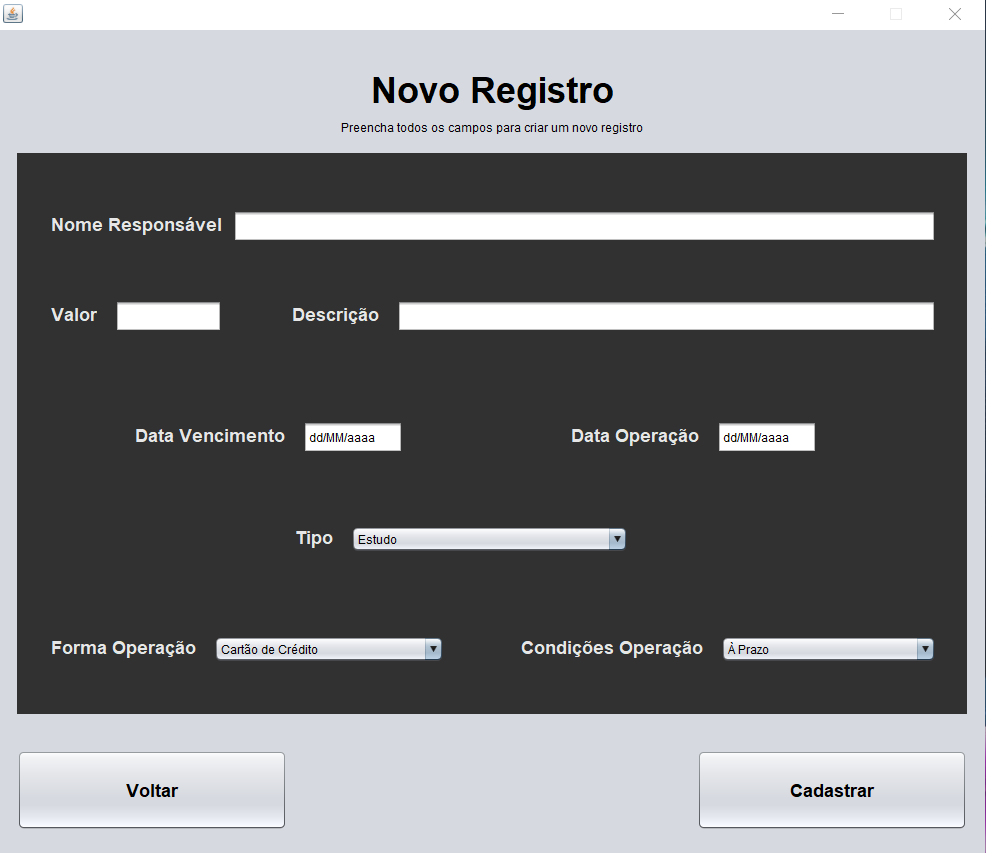 Novo Registro
Preencha todos os campos para criar um novo registro
Nome Responsável
Valor Descrição
Data Vencimento dd/MM/aaaa Data Operação dd/MM/aaaa
Tipo Estudo
Forma Operação Cartão de Crédito Condições Operação À Prazo
Voltar Cadastrar